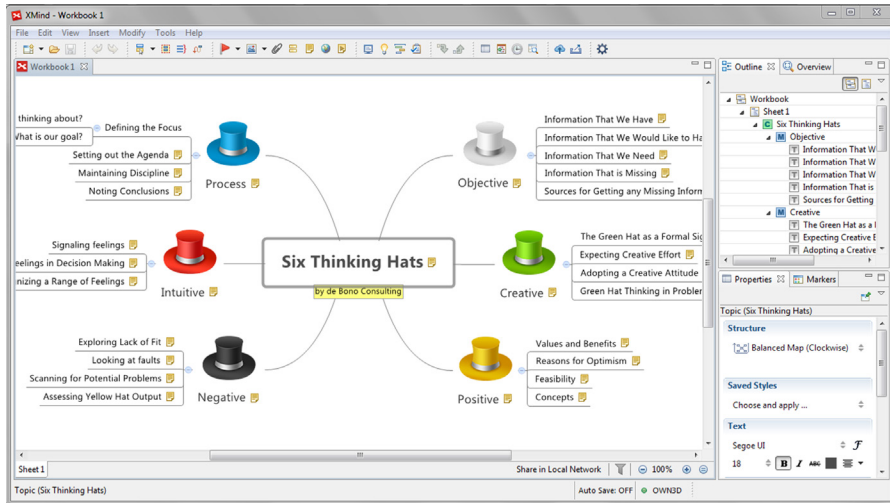 XMind - Workbook 1
File Edit View Insert Modify Tools Help
Workbook 1
thinking about?
What is our goal?
Defining the Focus
Setting out the Agenda
Maintaining Discipline
Noting Conclusions
Process
Signaling feelings
eelings in Decision Making
nizing a Range of Feelings
Intuitive
Exploring Lack of Fit
Looking at faults
Scanning for Potential Problems
Assessing Yellow Hat Output
Negative
Six Thinking Hats
by de Bono Consulting
Information That We Have
Information That We Would Like to Ha
Information That We Need
Information That is Missing
Sources for Getting any Missing Inform
Objective
The Green Hat as a Formal Sig
Expecting Creative Effort
Adopting a Creative Attitude
Green Hat Thinking in Problem
Creative
Values and Benefits
Reasons for Optimism
Feasibility
Concepts
Positive
Sheet 1
Share in Local Network
100%
Topic (Six Thinking Hats)
Auto Save: OFF
OWN3D
Outline Overview
Workbook
Sheet 1
C Six Thinking Hats
M Objective
T Information That W
T Information That W
T Information That W
T Information That is
T Sources for Getting
M Creative
T The Green Hat as a
T Expecting Creative E
T Adopting a Creative
Properties Markers
Topic (Six Thinking Hats)
Structure
Balanced Map (Clockwise)
Saved Styles
Choose and apply ...
Text
Segoe UI
18 B I ABC